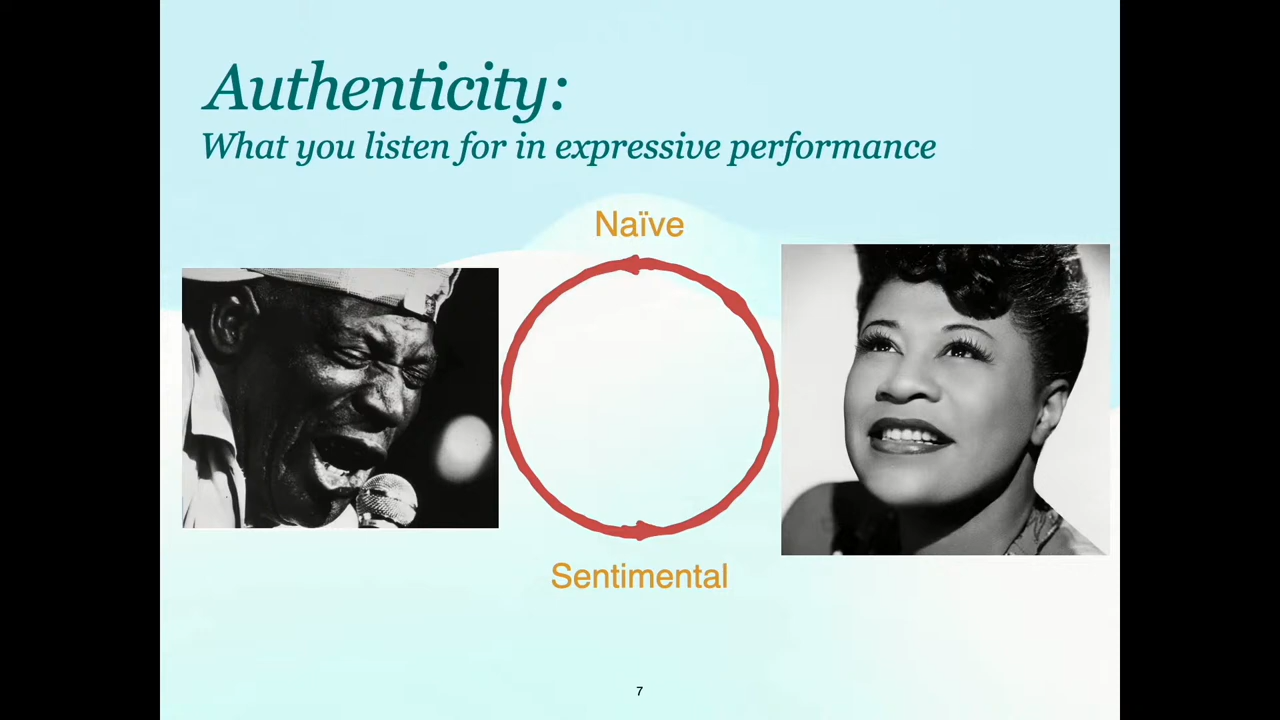 Authenticity:
What you listen for in expressive performance
Naïve
Sentimental
7